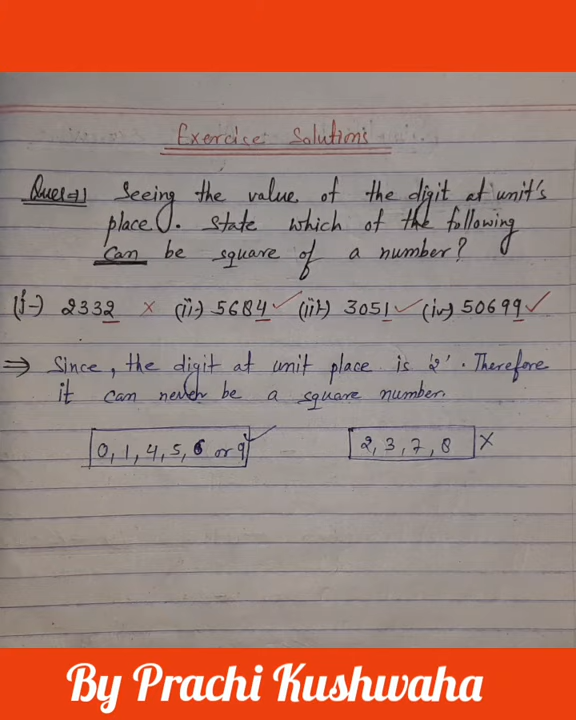 Exercise Solutions
Ques⇒1 Seeing the value of the digit at unit's
place. State which of the following
can be square of a number?
(i-) 2332 × (ii-) 5684 ✓ (iii-) 3051 ✓ (iv-) 50699 ✓
⇒ Since, the digit at unit place is '2'. Therefore
it can never be a square number.
0, 1, 4, 5, 6 or 9 ✓ 2, 3, 7, 8 ×
By Prachi Kushwaha